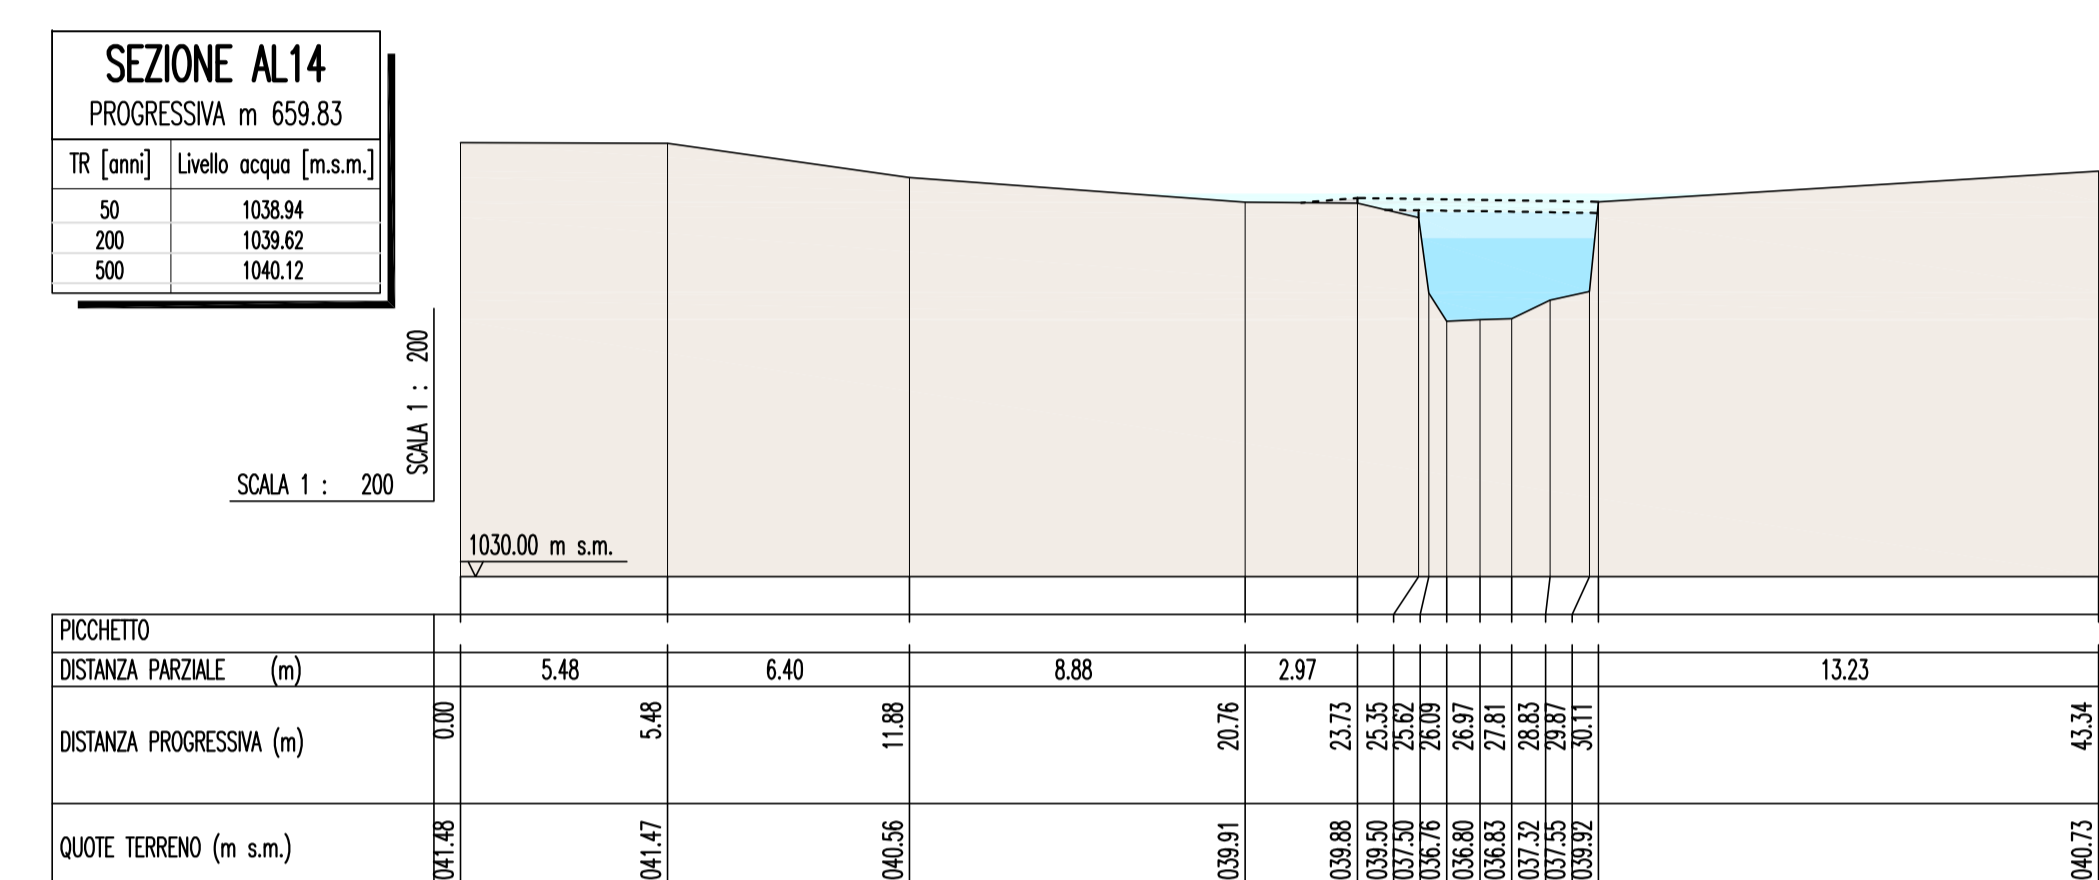 SEZIONE AL14
PROGRESSIVA m 659.83
TR [anni] Livello acqua [m.s.m.]
50 1038.94
200 1039.62
500 1040.12
SCALA 1 : 200
SCALA 1 : 200
1030.00 m s.m.
PICCHETTO
DISTANZA PARZIALE (m) 5.48 6.40 8.88 2.97 13.23
DISTANZA PROGRESSIVA (m) 0.00 5.48 11.88 20.76 23.73 25.35 25.62 26.09 26.97 27.81 28.83 29.87 30.11 43.34
QUOTE TERRENO (m s.m.) 041.48 041.47 040.56 039.91 039.88 039.50 037.50 036.76 036.80 036.83 037.32 037.55 039.92 040.73